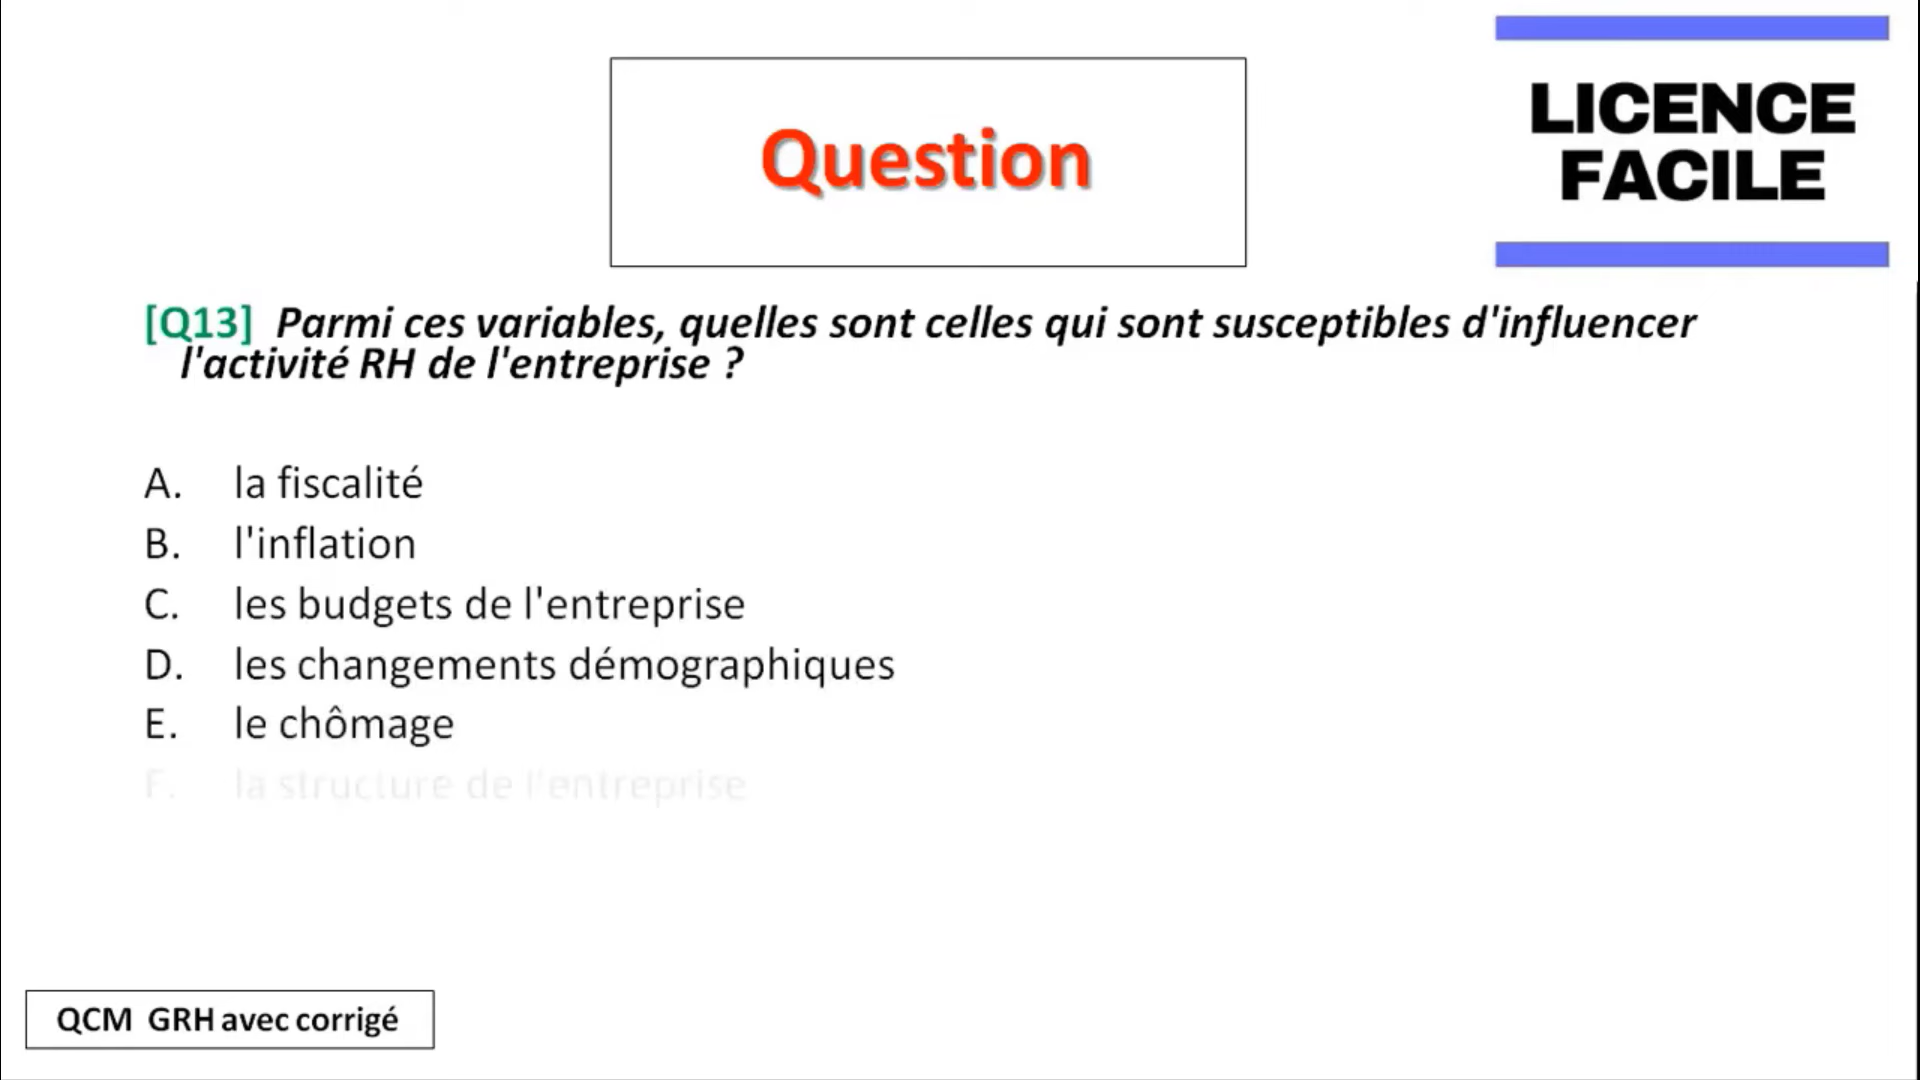 Question
LICENCE
FACILE
[Q13] Parmi ces variables, quelles sont celles qui sont susceptibles d'influencer
l'activité RH de l'entreprise ?
A. la fiscalité
B. l'inflation
C. les budgets de l'entreprise
D. les changements démographiques
E. le chômage
F. la structure de l'entreprise
QCM GRH avec corrigé